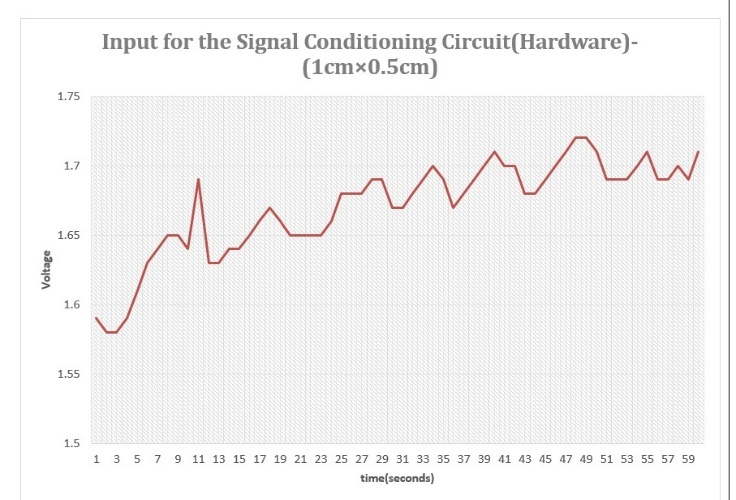 Input for the Signal Conditioning Circuit(Hardware)-
(1cm×0.5cm)
1.75
1.7
1.65
1.6
1.55
1.5
Voltage
1 3 5 7 9 11 13 15 17 19 21 23 25 27 29 31 33 35 37 39 41 43 45 47 49 51 53 55 57 59
time(seconds)